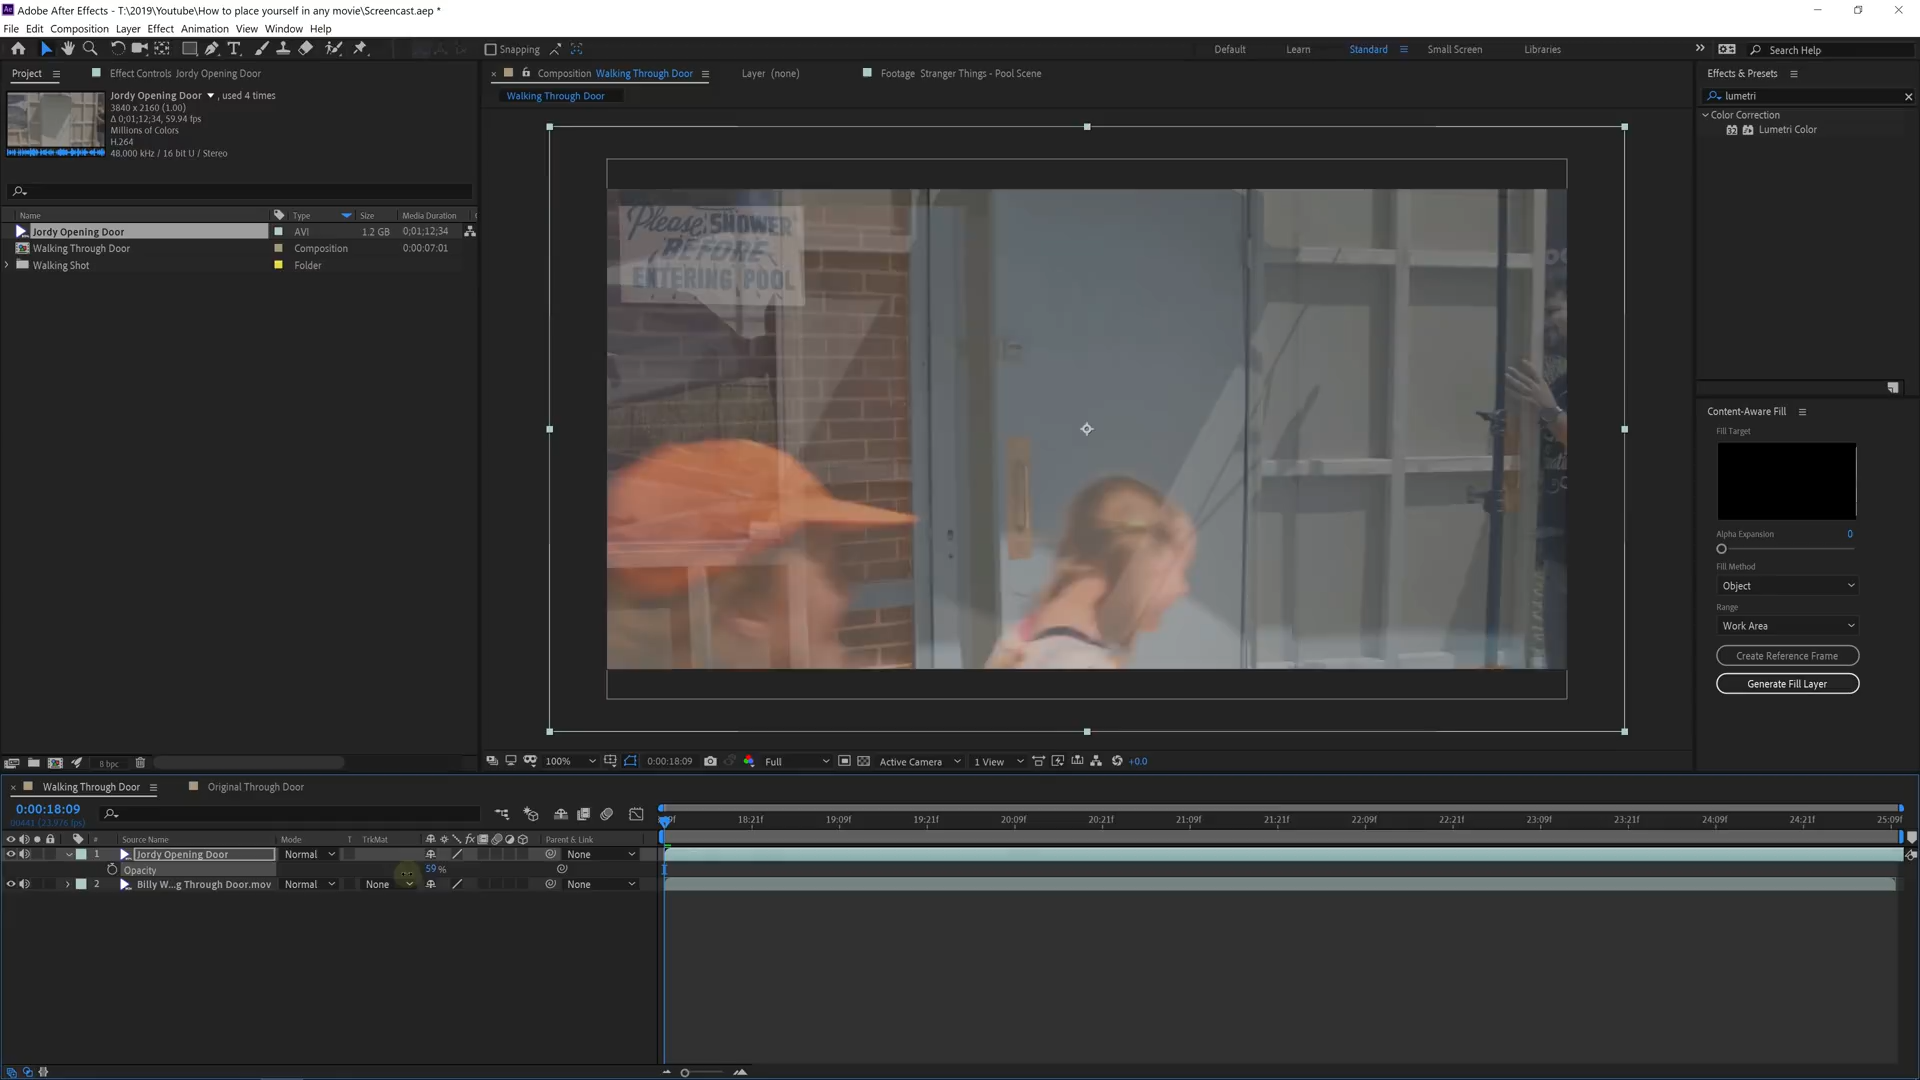 Adobe After Effects - T:\2019\Youtube\How to place yourself in any movie\Screencast.aep *
File Edit Composition Layer Effect Animation View Window Help
Snapping
Default Learn Standard Small Screen Libraries
Search Help
Project
Effect Controls Jordy Opening Door
Composition Walking Through Door
Layer (none)
Footage Stranger Things - Pool Scene
Effects & Presets
Jordy Opening Door , used 4 times
3840 x 2160 (1.00)
Δ 0;01;12;34, 59.94 fps
Millions of Colors
H.264
48.000 kHz / 16 bit U / Stereo
Walking Through Door
lumetri
Color Correction
Lumetri Color
Name Type Size Media Duration
Jordy Opening Door AVI 1.2 GB 0;01;12;34
Walking Through Door Composition 0:00:07:01
Walking Shot Folder
Please SHOWER
BEFORE
ENTERING POOL
Content-Aware Fill
Fill Target
Alpha Expansion 0
Fill Method
Object
Range
Work Area
Create Reference Frame
Generate Fill Layer
8 bpc
100% 0:00:18:09 Full Active Camera 1 View +0.0
Walking Through Door
Original Through Door
0:00:18:09
00441 (23.976 fps)
:09f 18:21f 19:09f 19:21f 20:09f 20:21f 21:09f 21:21f 22:09f 22:21f 23:09f 23:21f 24:09f 24:21f 25:09f
# Source Name Mode T TrkMat fx Parent & Link
1 Jordy Opening Door Normal None
Opacity 59 %
2 Billy W...g Through Door.mov Normal None None